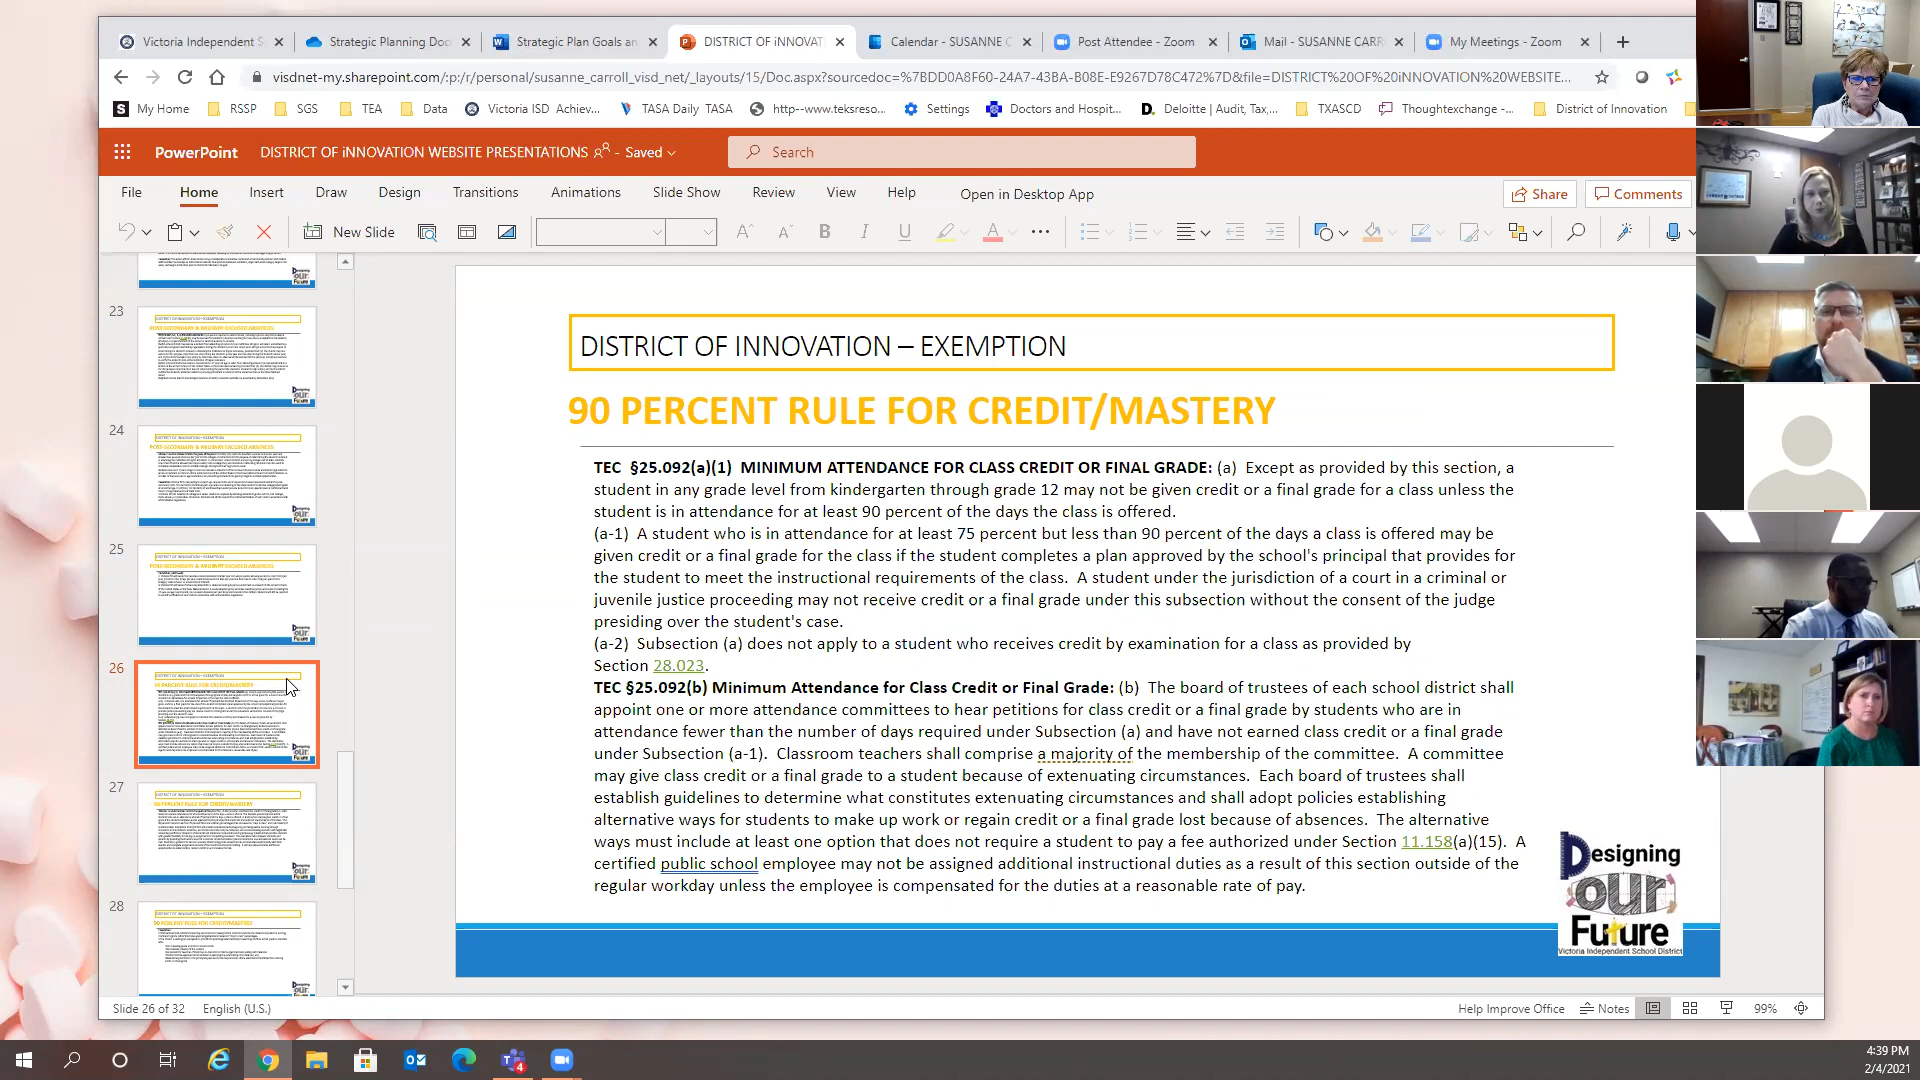 Victoria Independent S
Strategic Planning Doc
Strategic Plan Goals an
DISTRICT OF iNNOVAT
Calendar - SUSANNE C
Post Attendee - Zoom
Mail - SUSANNE CARR
My Meetings - Zoom
visdnet-my.sharepoint.com/:p:/r/personal/susanne_carroll_visd_net/_layouts/15/Doc.aspx?sourcedoc=%7BDD0A8F60-24A7-43BA-B08E-E9267D78C472%7D&file=DISTRICT%20OF%20iNNOVATION%20WEBSITE...
My Home
RSSP
SGS
TEA
Data
Victoria ISD Achiev...
TASA Daily TASA
http--www.teksreso...
Settings
Doctors and Hospit...
Deloitte | Audit, Tax,...
TXASCD
Thoughtexchange -...
District of Innovation
PowerPoint
DISTRICT OF iNNOVATION WEBSITE PRESENTATIONS - Saved
Search
File Home Insert Draw Design Transitions Animations Slide Show Review View Help Open in Desktop App
Share
Comments
New Slide
23
24
25
26
27
28
DISTRICT OF INNOVATION – EXEMPTION
90 PERCENT RULE FOR CREDIT/MASTERY
TEC §25.092(a)(1) MINIMUM ATTENDANCE FOR CLASS CREDIT OR FINAL GRADE: (a) Except as provided by this section, a
student in any grade level from kindergarten through grade 12 may not be given credit or a final grade for a class unless the
student is in attendance for at least 90 percent of the days the class is offered.
(a-1) A student who is in attendance for at least 75 percent but less than 90 percent of the days a class is offered may be
given credit or a final grade for the class if the student completes a plan approved by the school's principal that provides for
the student to meet the instructional requirements of the class. A student under the jurisdiction of a court in a criminal or
juvenile justice proceeding may not receive credit or a final grade under this subsection without the consent of the judge
presiding over the student's case.
(a-2) Subsection (a) does not apply to a student who receives credit by examination for a class as provided by
Section 28.023.
TEC §25.092(b) Minimum Attendance for Class Credit or Final Grade: (b) The board of trustees of each school district shall
appoint one or more attendance committees to hear petitions for class credit or a final grade by students who are in
attendance fewer than the number of days required under Subsection (a) and have not earned class credit or a final grade
under Subsection (a-1). Classroom teachers shall comprise a majority of the membership of the committee. A committee
may give class credit or a final grade to a student because of extenuating circumstances. Each board of trustees shall
establish guidelines to determine what constitutes extenuating circumstances and shall adopt policies establishing
alternative ways for students to make up work or regain credit or a final grade lost because of absences. The alternative
ways must include at least one option that does not require a student to pay a fee authorized under Section 11.158(a)(15). A
certified public school employee may not be assigned additional instructional duties as a result of this section outside of the
regular workday unless the employee is compensated for the duties at a reasonable rate of pay.
Designing
our
Future
Victoria Independent School District
Slide 26 of 32
English (U.S.)
Help Improve Office
Notes
99%
4:39 PM
2/4/2021